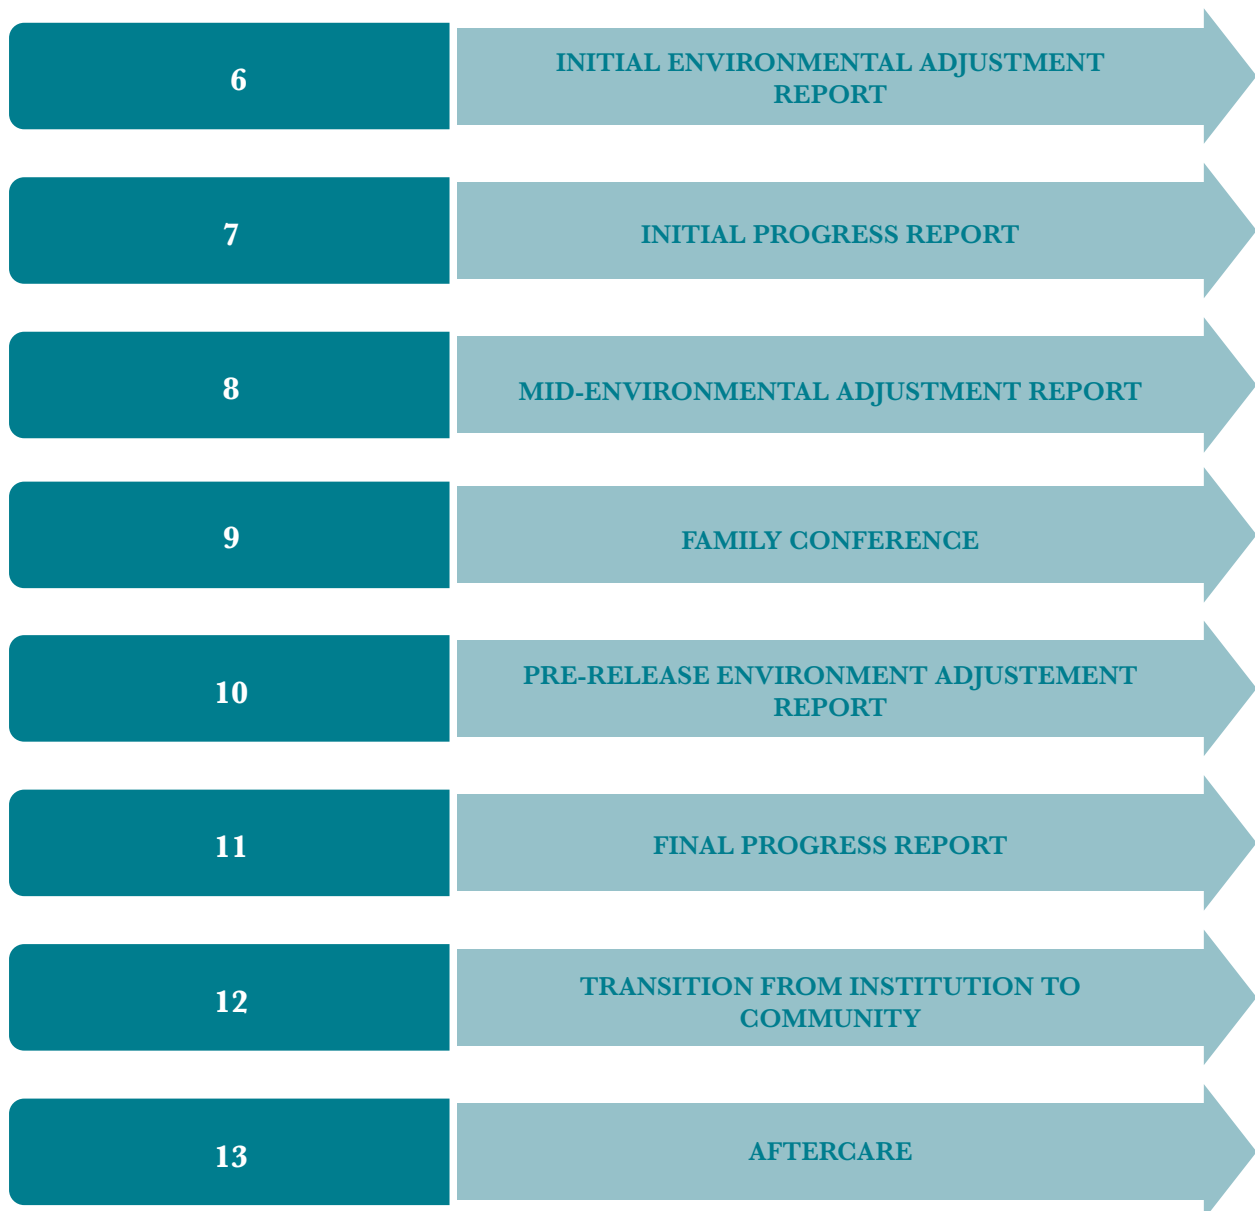 6
INITIAL ENVIRONMENTAL ADJUSTMENT
REPORT
7
INITIAL PROGRESS REPORT
8
MID-ENVIRONMENTAL ADJUSTMENT REPORT
9
FAMILY CONFERENCE
10
PRE-RELEASE ENVIRONMENT ADJUSTEMENT
REPORT
11
FINAL PROGRESS REPORT
12
TRANSITION FROM INSTITUTION TO
COMMUNITY
13
AFTERCARE